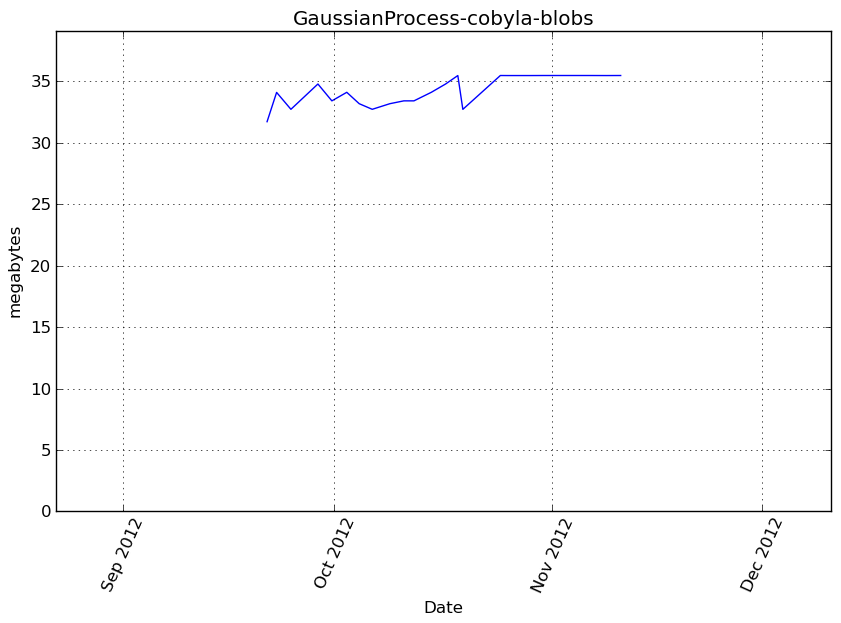 GaussianProcess-cobyla-blobs
megabytes
35
30
25
20
15
10
5
0
Sep 2012
Oct 2012
Nov 2012
Dec 2012
Date